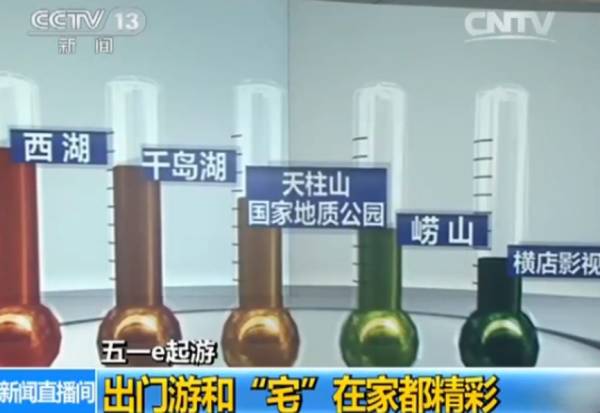 CCTV 13
新闻
CNTV
西湖
千岛湖
天柱山
国家地质公园
崂山
横店影视
五一e起游
新闻直播间
出门游和“宅”在家都精彩